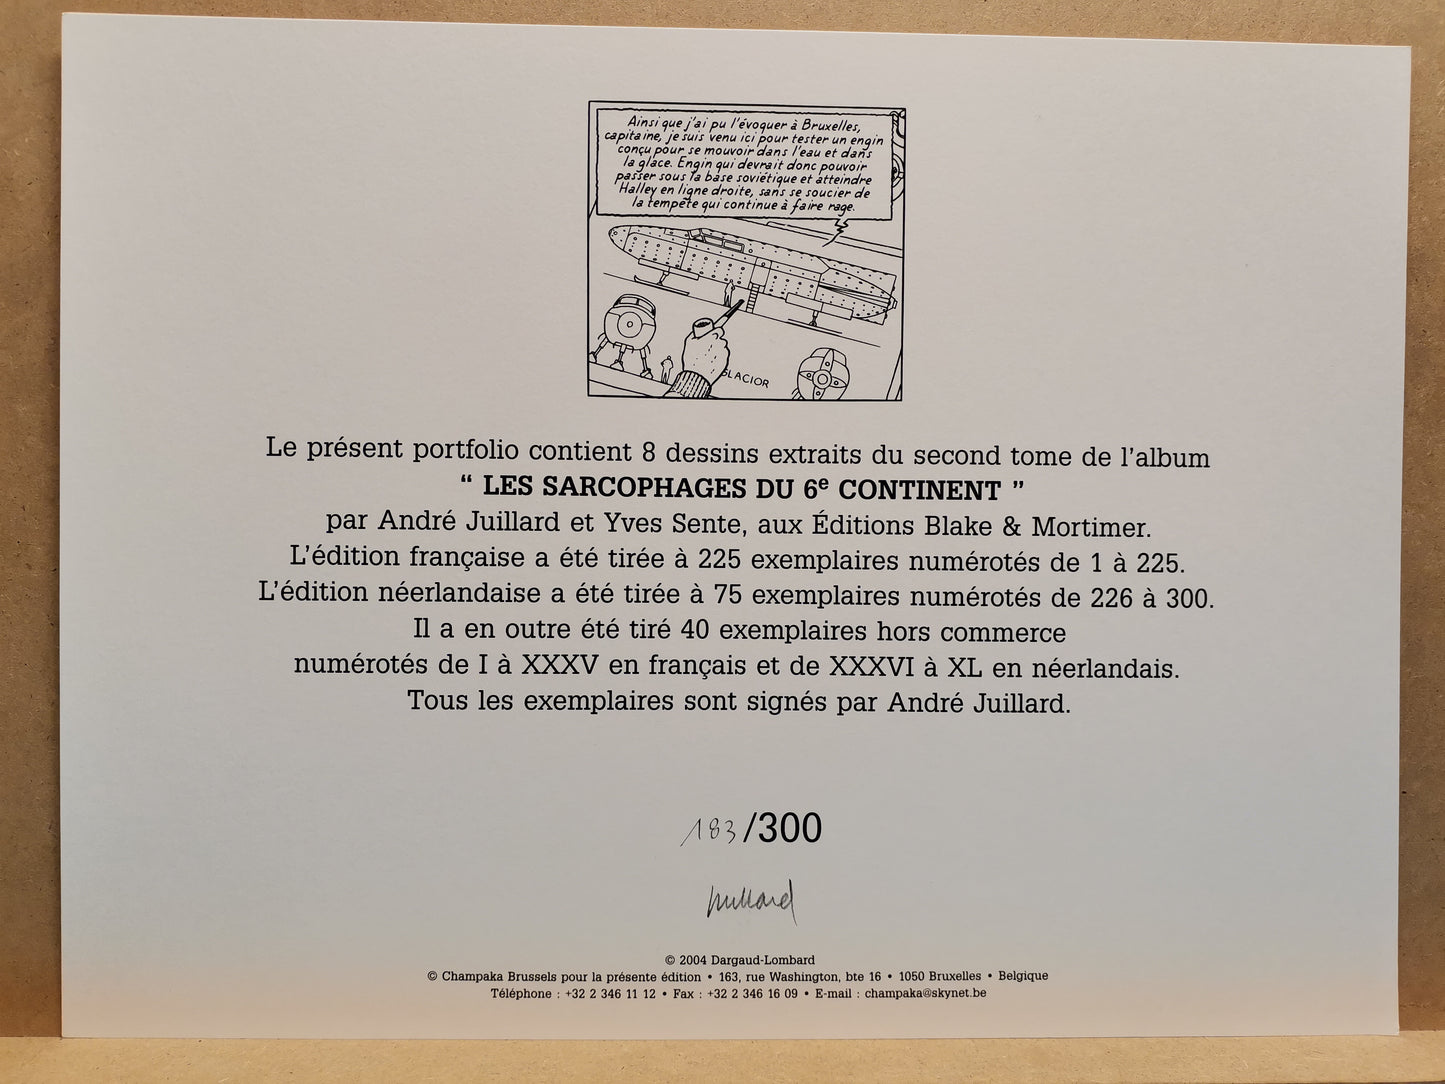 Ainsi que j'ai pu l'évoquer à Bruxelles,
capitaine, je suis venu ici pour tester un engin
conçu pour se mouvoir dans l'eau et dans
la glace. Engin qui devrait donc pouvoir
passer sous la base soviétique et atteindre
Halley en ligne droite, sans se soucier de
la tempête qui continue à faire rage.
GLACIOR
Le présent portfolio contient 8 dessins extraits du second tome de l'album
“ LES SARCOPHAGES DU 6e CONTINENT ”
par André Juillard et Yves Sente, aux Éditions Blake & Mortimer.
L'édition française a été tirée à 225 exemplaires numérotés de 1 à 225.
L'édition néerlandaise a été tirée à 75 exemplaires numérotés de 226 à 300.
Il a en outre été tiré 40 exemplaires hors commerce
numérotés de I à XXXV en français et de XXXVI à XL en néerlandais.
Tous les exemplaires sont signés par André Juillard.
183/300
Juillard
© 2004 Dargaud-Lombard
© Champaka Brussels pour la présente édition • 163, rue Washington, bte 16 • 1050 Bruxelles • Belgique
Téléphone : +32 2 346 11 12 • Fax : +32 2 346 16 09 • E-mail : champaka@skynet.be